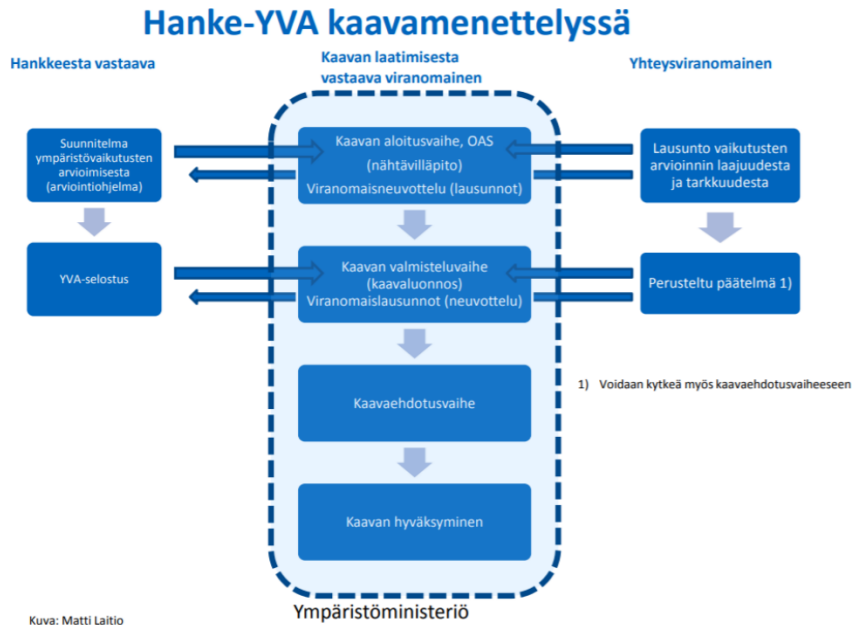 Hanke-YVA kaavamenettelyssä
Hankkeesta vastaava
Kaavan laatimisesta
vastaava viranomainen
Yhteysviranomainen
Suunnitelma
ympäristövaikutusten
arvioimisesta
(arviointiohjelma)
Kaavan aloitusvaihe, OAS
(nähtävilläpito)
Viranomaisneuvottelu (lausunnot)
Lausunto vaikutusten
arvioinnin laajuudesta
ja tarkkuudesta
YVA-selostus
Kaavan valmisteluvaihe
(kaavaluonnos)
Viranomaislausunnot (neuvottelu)
Perusteltu päätelmä 1)
1) Voidaan kytkeä myös kaavaehdotusvaiheeseen
Kaavaehdotusvaihe
Kaavan hyväksyminen
Ympäristöministeriö
Kuva: Matti Laitio